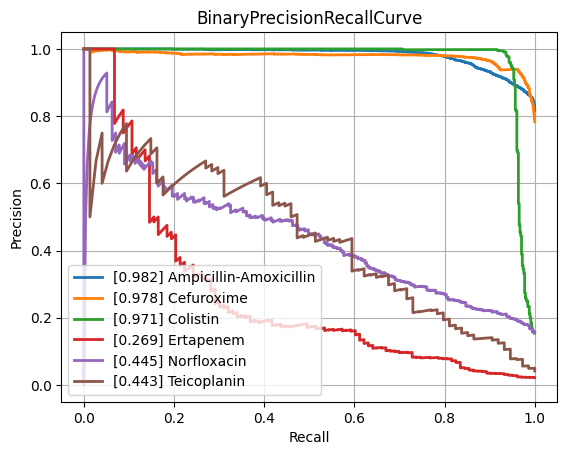 BinaryPrecisionRecallCurve
Precision
1.0
0.8
0.6
0.4
0.2
0.0
[0.982] Ampicillin-Amoxicillin
[0.978] Cefuroxime
[0.971] Colistin
[0.269] Ertapenem
[0.445] Norfloxacin
[0.443] Teicoplanin
0.0 0.2 0.4 0.6 0.8 1.0
Recall